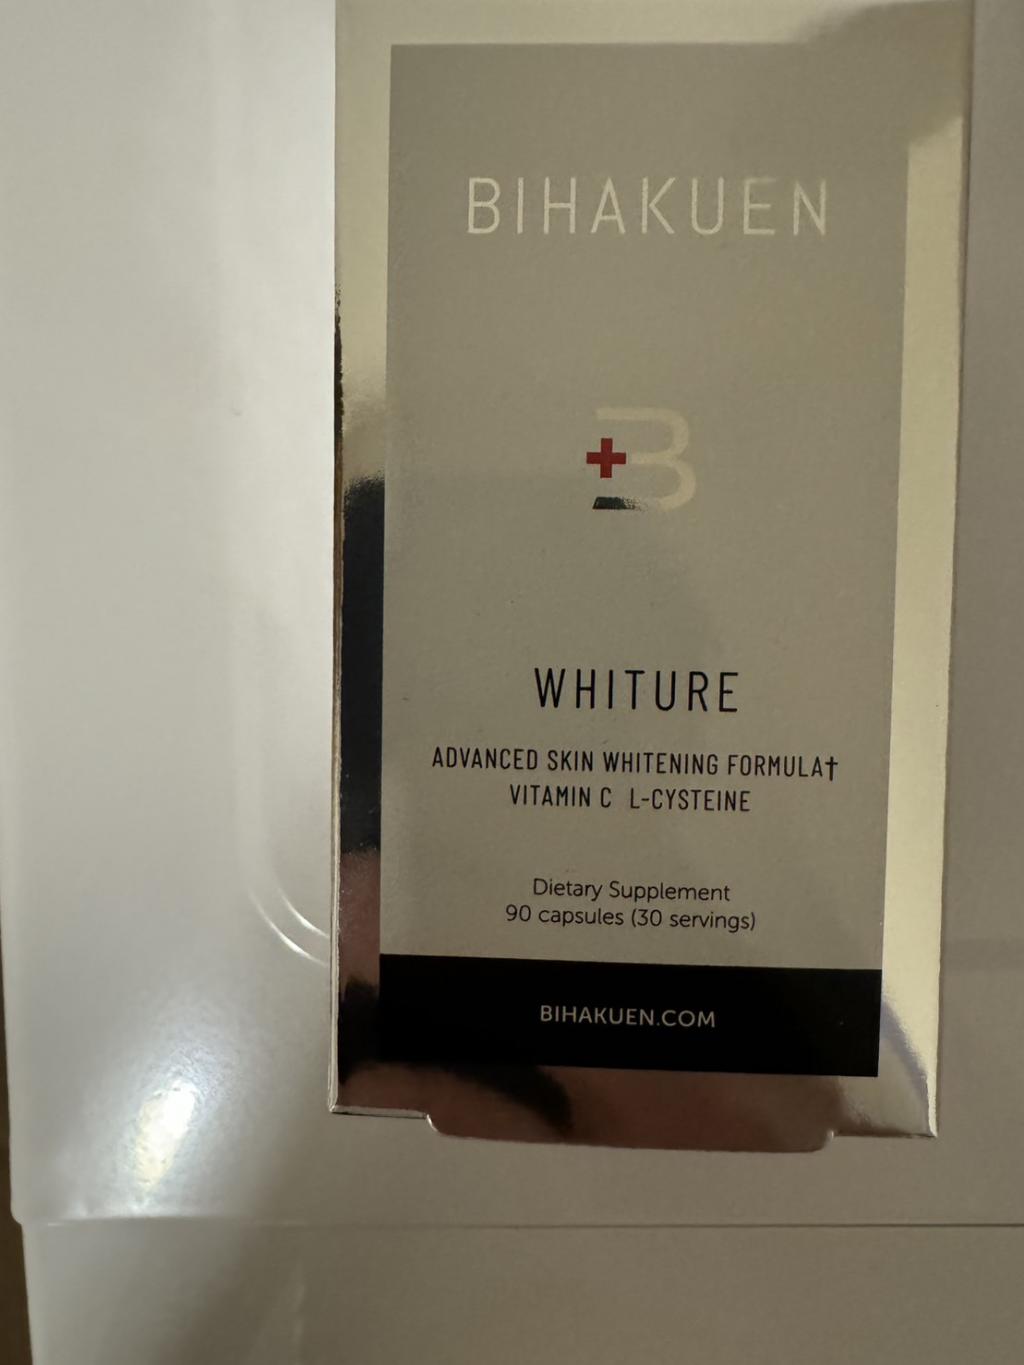 BIHAKUEN
B
WHITURE
ADVANCED SKIN WHITENING FORMULA†
VITAMIN C L-CYSTEINE
Dietary Supplement
90 capsules (30 servings)
BIHAKUEN.COM